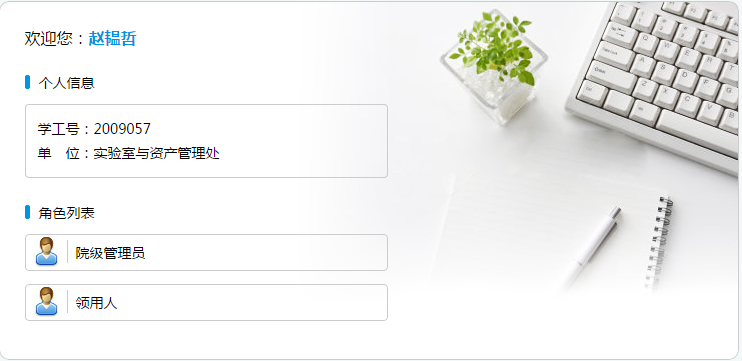 欢迎您：赵韫哲
个人信息
学工号：2009057
单　位：实验室与资产管理处
角色列表
院级管理员
领用人